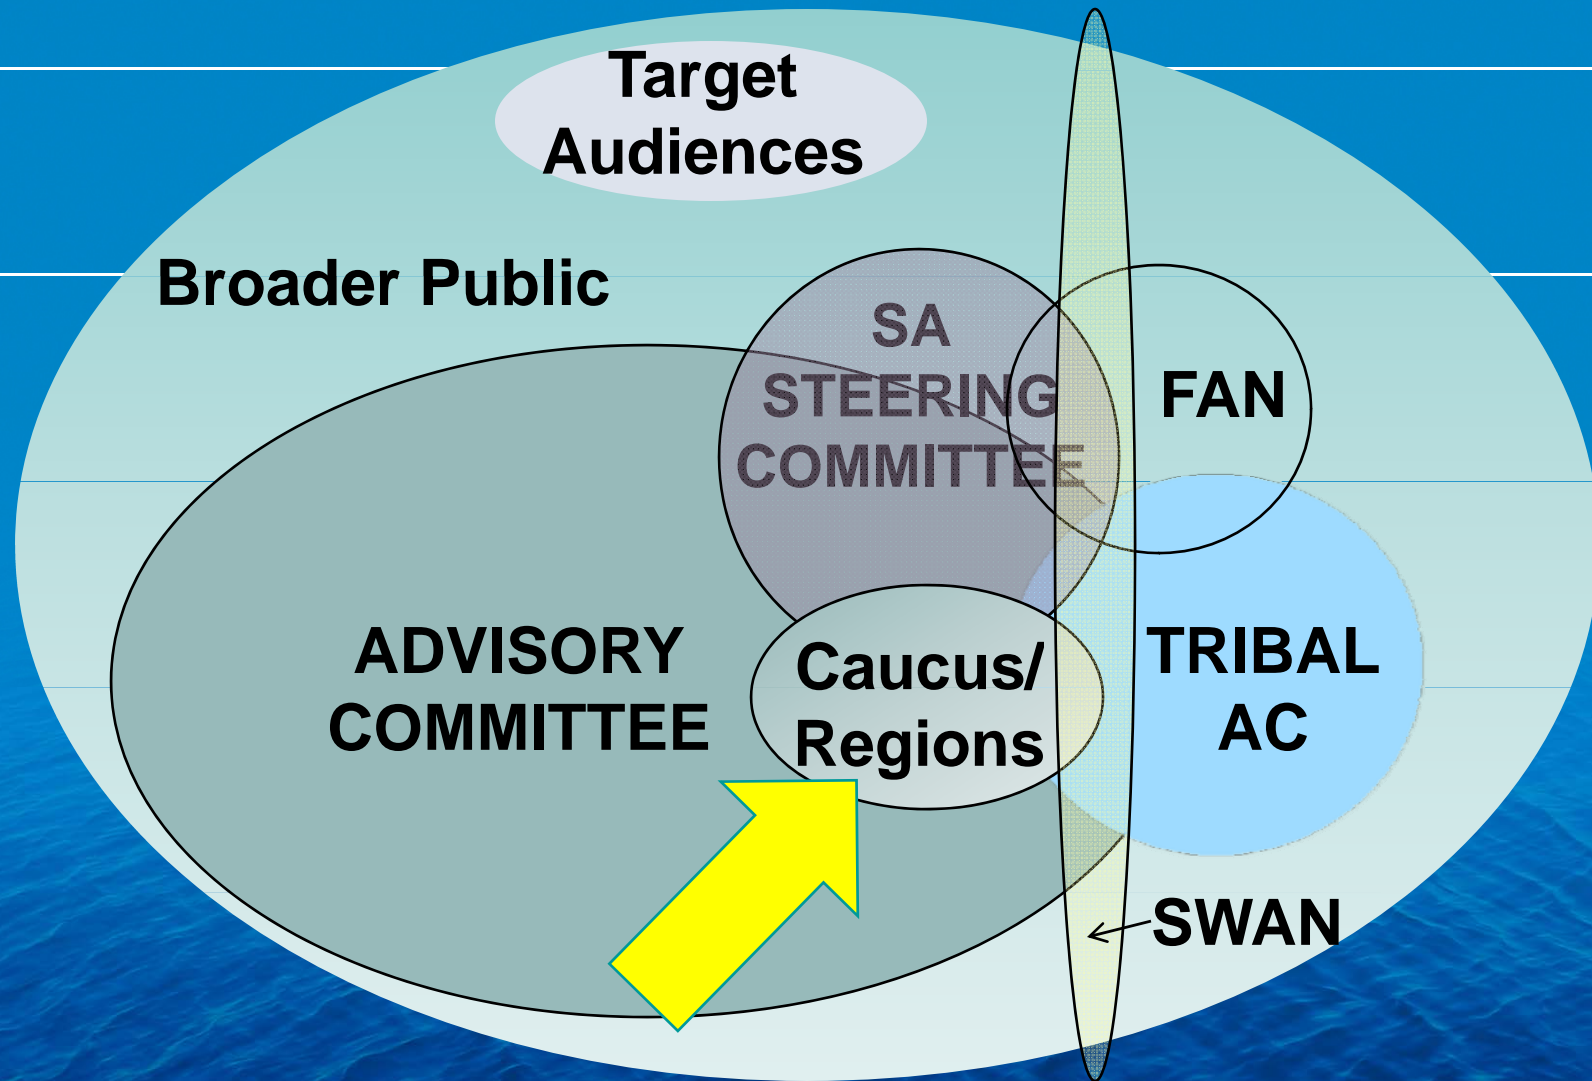 Target
Audiences
Broader Public
SA
STEERING
COMMITTEE
FAN
ADVISORY
COMMITTEE
Caucus/
Regions
TRIBAL
AC
SWAN